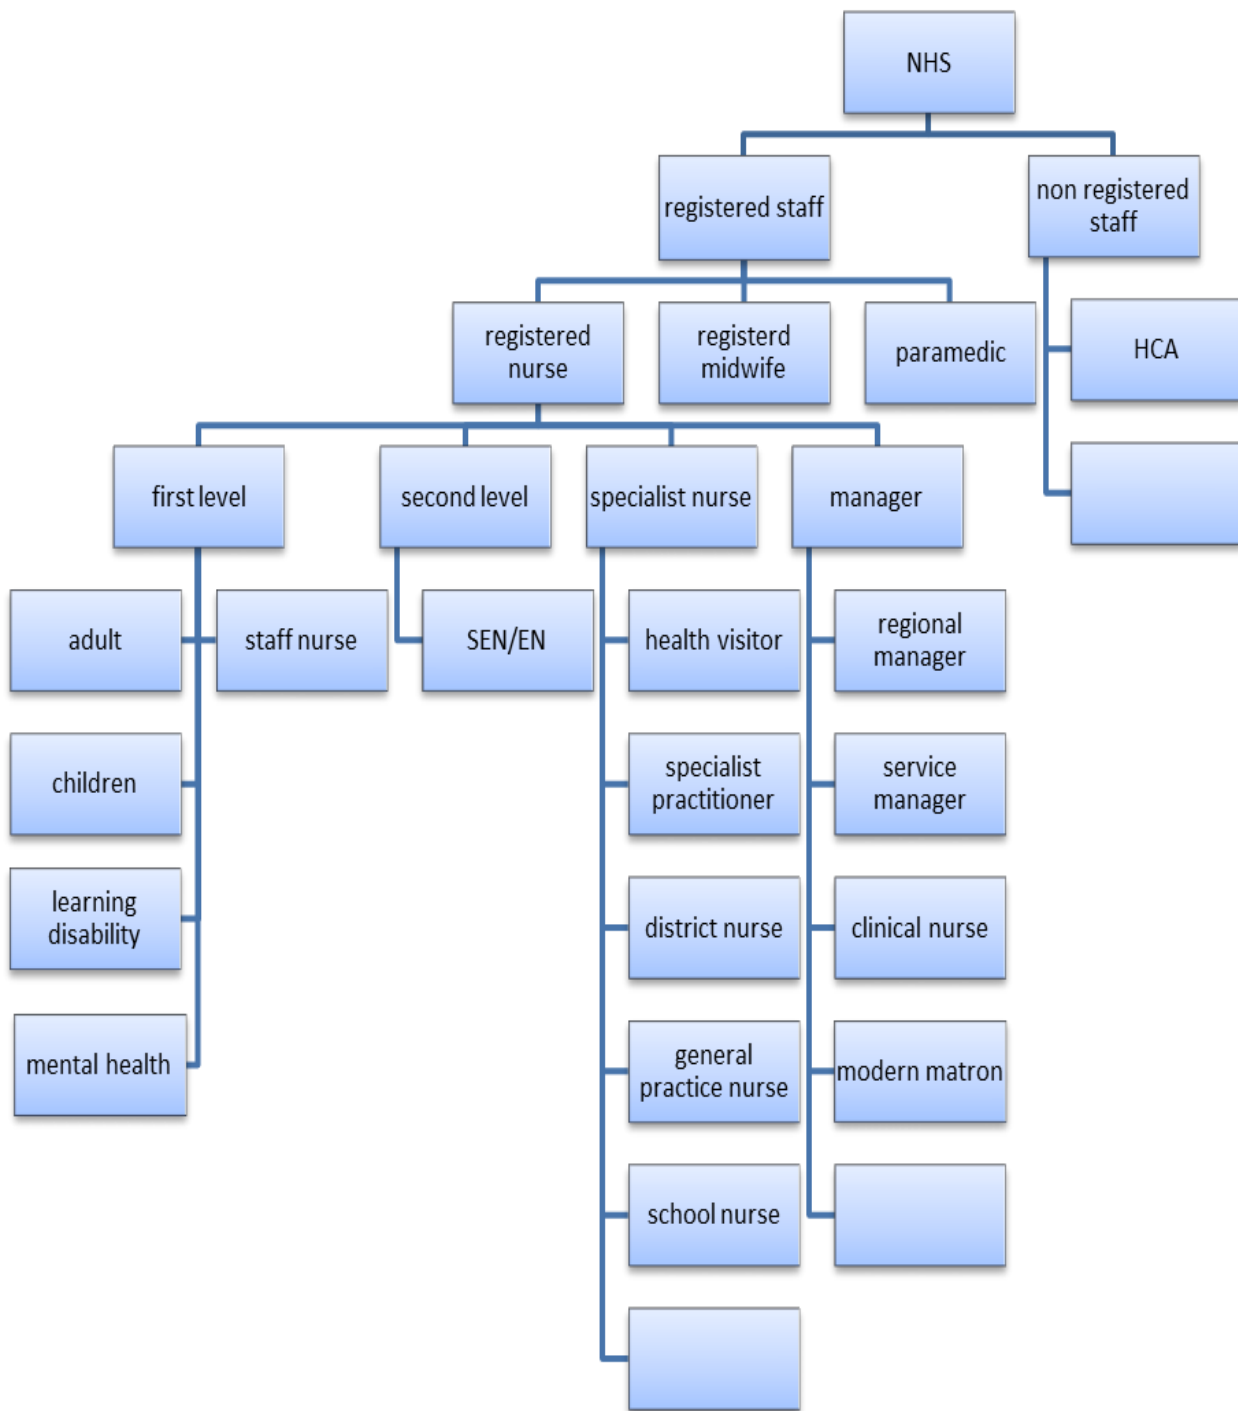 NHS
registered staff
non registered
staff
registered
nurse
registerd
midwife
paramedic
HCA
first level
second level
specialist nurse
manager
adult
staff nurse
SEN/EN
health visitor
regional
manager
children
specialist
practitioner
service
manager
learning
disability
district nurse
clinical nurse
mental health
general
practice nurse
modern matron
school nurse